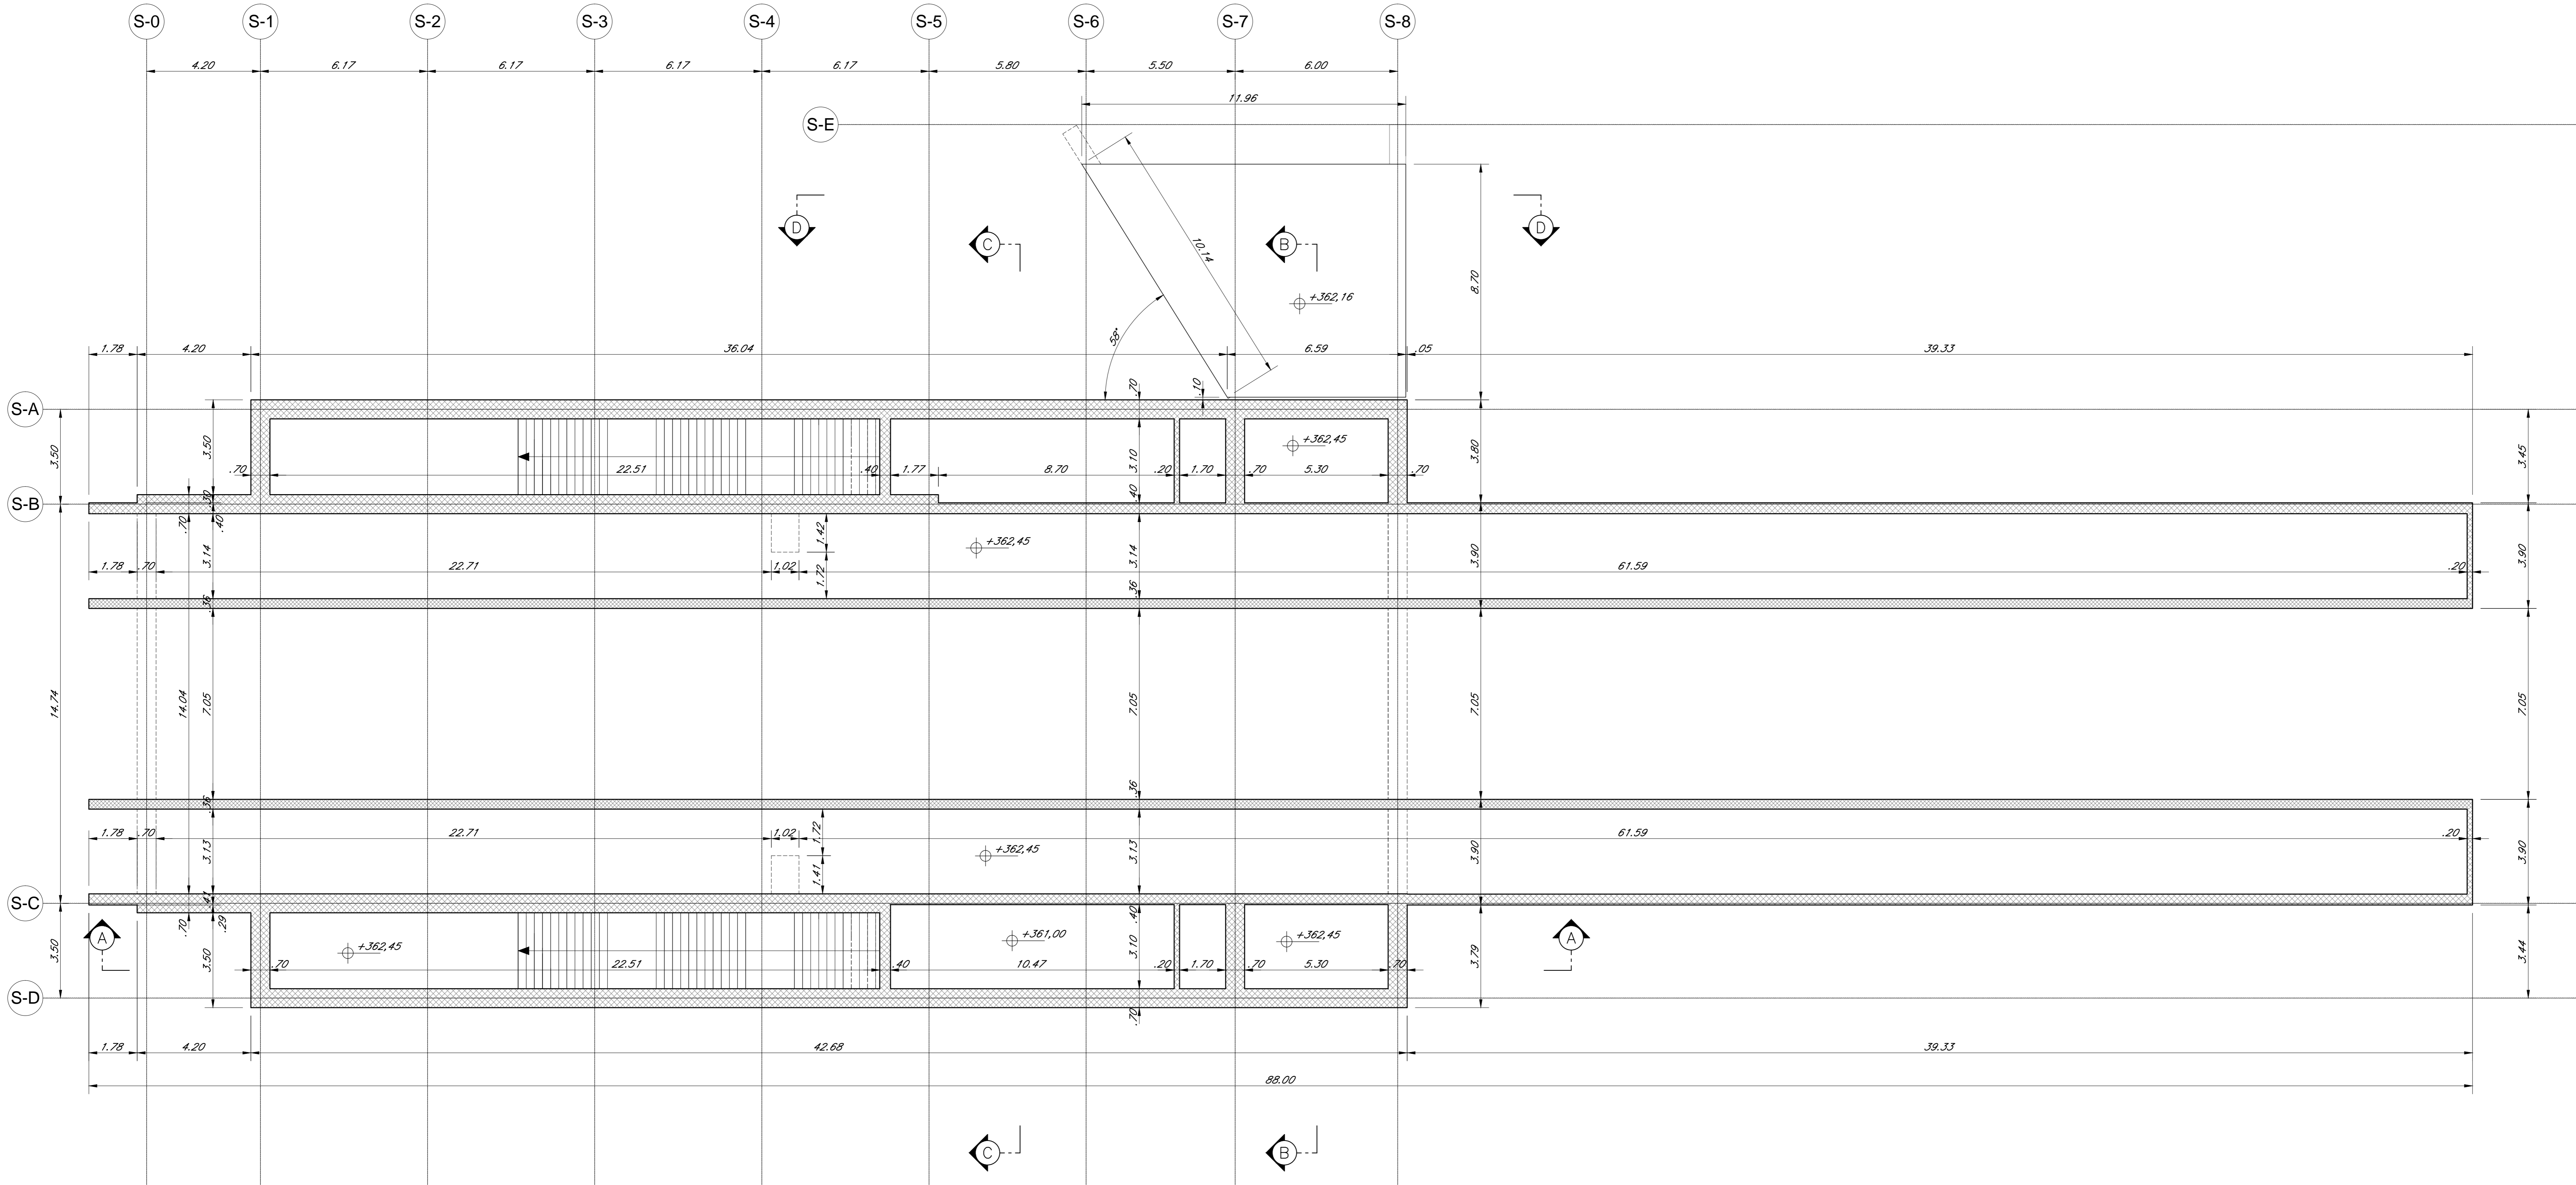 S-0 S-1 S-2 S-3 S-4 S-5 S-6 S-7 S-8
4.20 6.17 6.17 6.17 6.17 5.80 5.50 6.00
11.96
S-E
D C B D
10.14
8.70
+362,16
58°
1.78 4.20 36.04 6.59 .05 39.33
.70 .10
S-A
3.50 3.50 3.10 3.80 3.45
+362,45
.70 22.51 .40 1.77 8.70 .20 1.70 .70 5.30 .70
S-B
.30 .40
.70 .40
3.14 1.42 +362,45 3.14 3.90 3.90
1.78 .70 22.71 1.02 1.72 61.59 .20
.36 .36
14.74 14.04 7.05 7.05 7.05 7.05
.36 .36
1.78 .70 22.71 1.02 1.72 61.59 .20
3.13 1.41 +362,45 3.13 3.90 3.90
S-C
.41
.70 .29 .40
A +362,45 +361,00 +362,45 A
3.50 3.50 3.10 3.79 3.44
.70 22.51 .40 10.47 .20 1.70 .70 5.30 .70
S-D
.70
1.78 4.20 42.68 39.33
88.00
C B